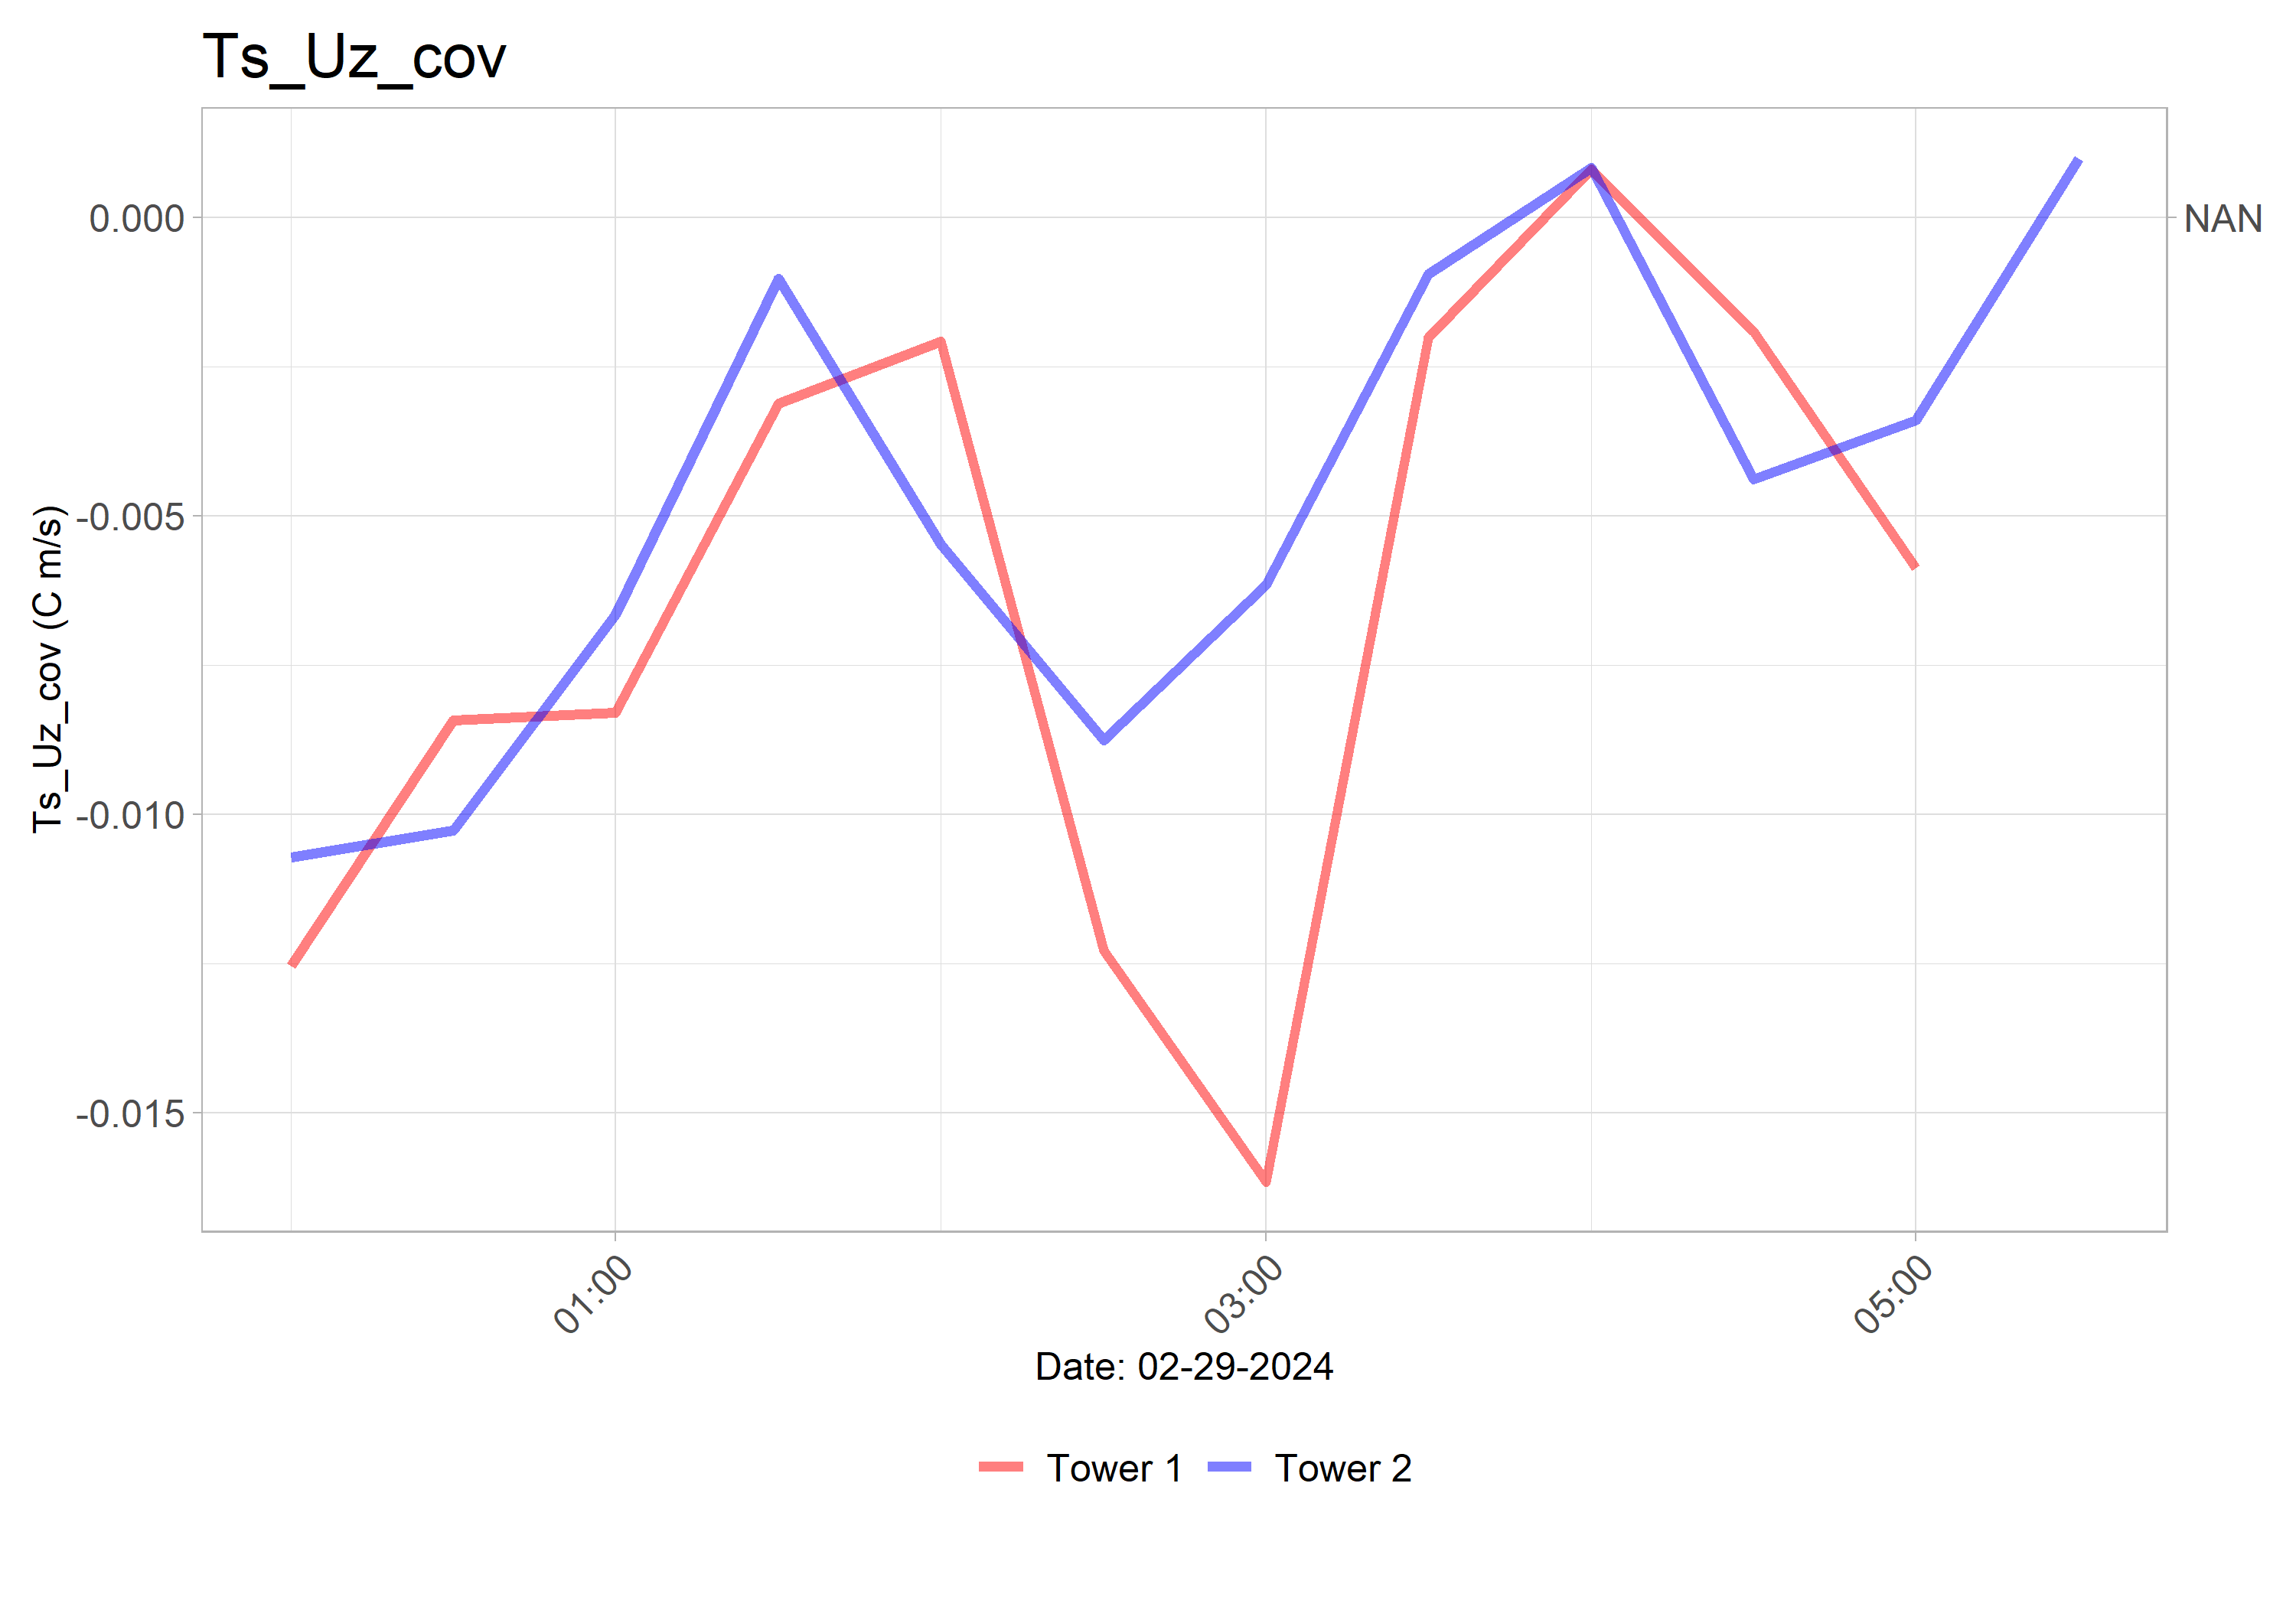 Ts_Uz_cov
Ts_Uz_cov (C m/s)
0.000
-0.005
-0.010
-0.015
NAN
01:00
03:00
05:00
Date: 02-29-2024
Tower 1
Tower 2